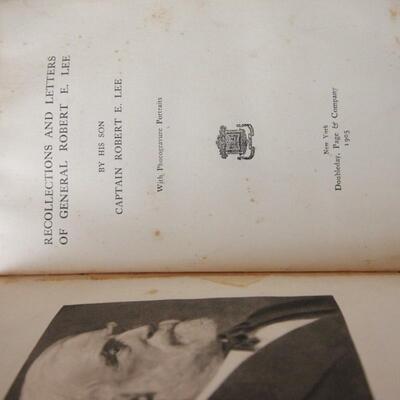 RECOLLECTIONS AND LETTERS
OF GENERAL ROBERT E. LEE
BY HIS SON
CAPTAIN ROBERT E. LEE
With Photogravure Portraits
New York
Doubleday, Page & Company
1905